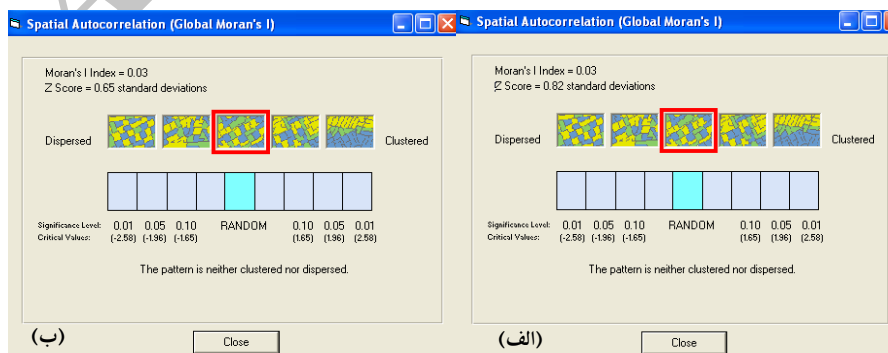 Spatial Autocorrelation (Global Moran's I)
Moran's I Index = 0.03
Z Score = 0.65 standard deviations
Dispersed
Clustered
Significance Level: 0.01 0.05 0.10 RANDOM 0.10 0.05 0.01
Critical Values: (-2.58) (-1.96) (-1.65) (1.65) (1.96) (2.58)
The pattern is neither clustered nor dispersed.
(ب)
Close
Spatial Autocorrelation (Global Moran's I)
Moran's I Index = 0.03
Z Score = 0.82 standard deviations
Dispersed
Clustered
Significance Level: 0.01 0.05 0.10 RANDOM 0.10 0.05 0.01
Critical Values: (-2.58) (-1.96) (-1.65) (1.65) (1.96) (2.58)
The pattern is neither clustered nor dispersed.
(الف)
Close